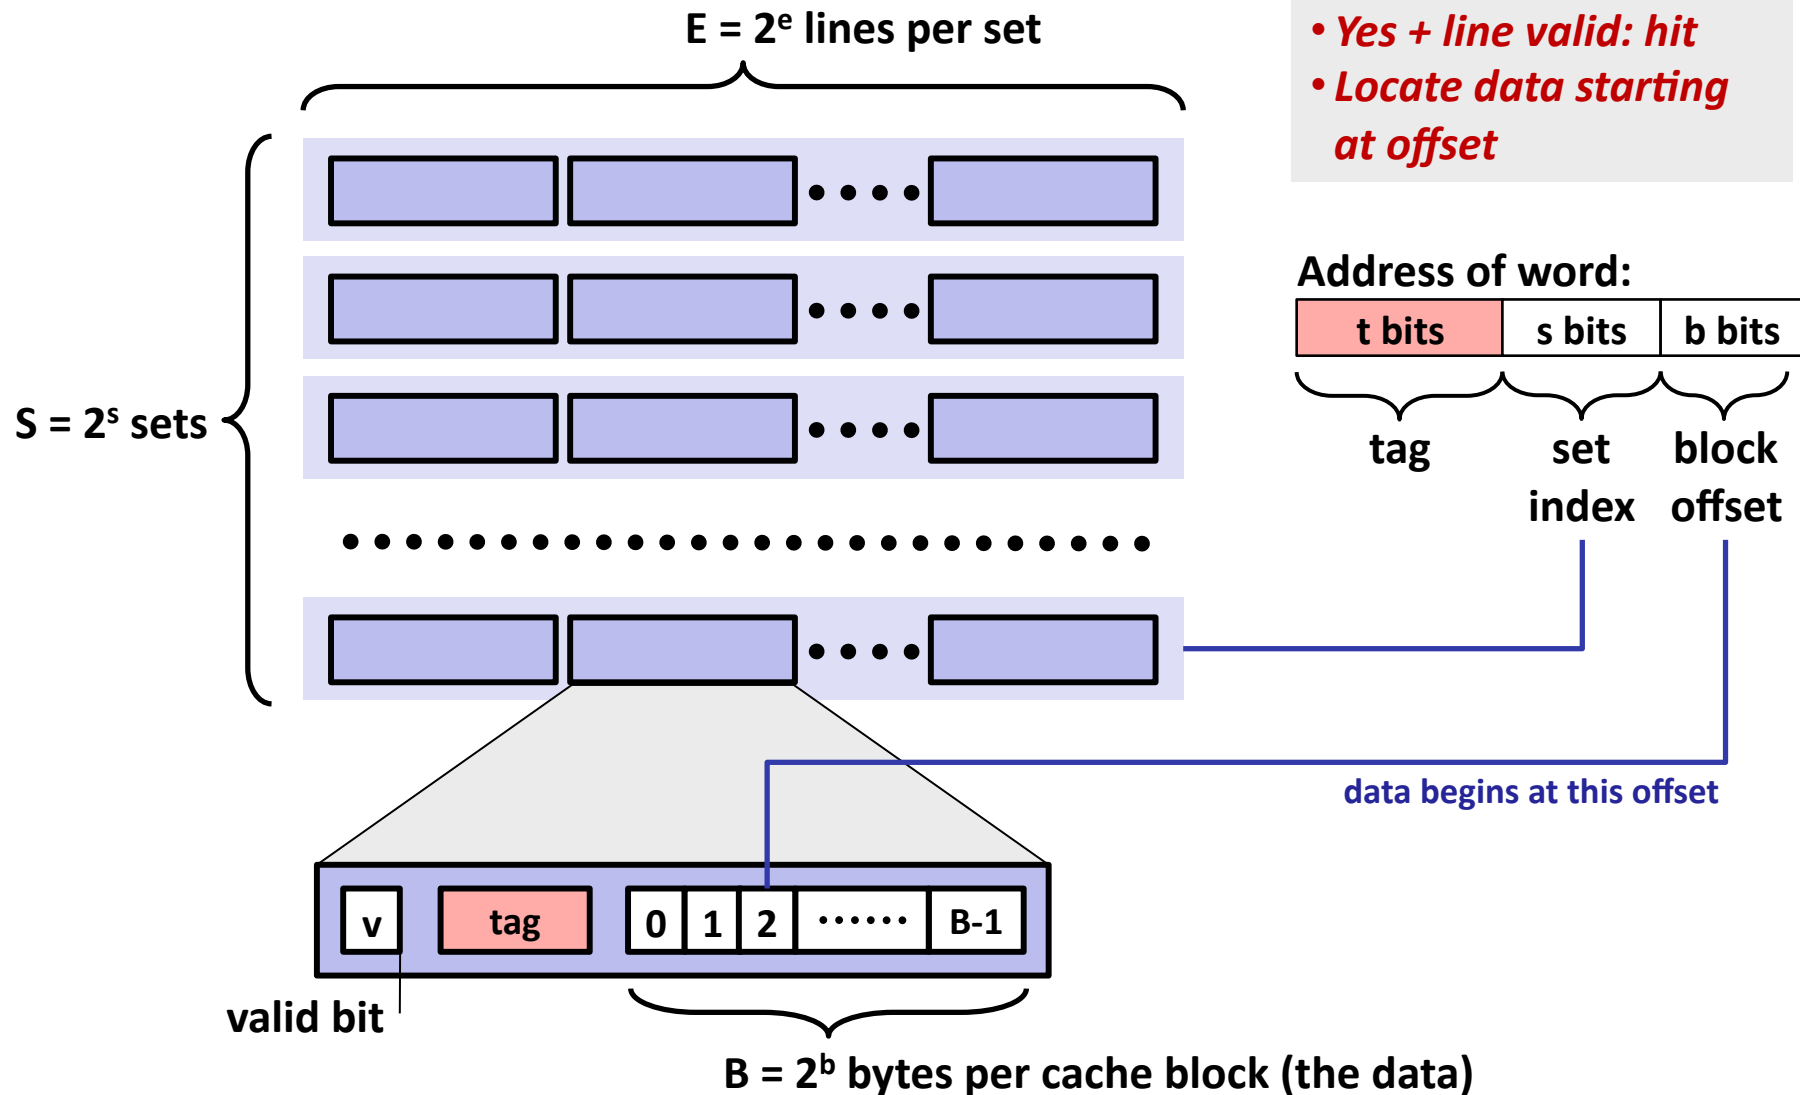 E = 2ᵉ lines per set
• Yes + line valid: hit
• Locate data starting
at offset
Address of word:
t bits s bits b bits
S = 2ˢ sets
tag set block
index offset
data begins at this offset
v tag 0 1 2 ······ B-1
valid bit
B = 2ᵇ bytes per cache block (the data)